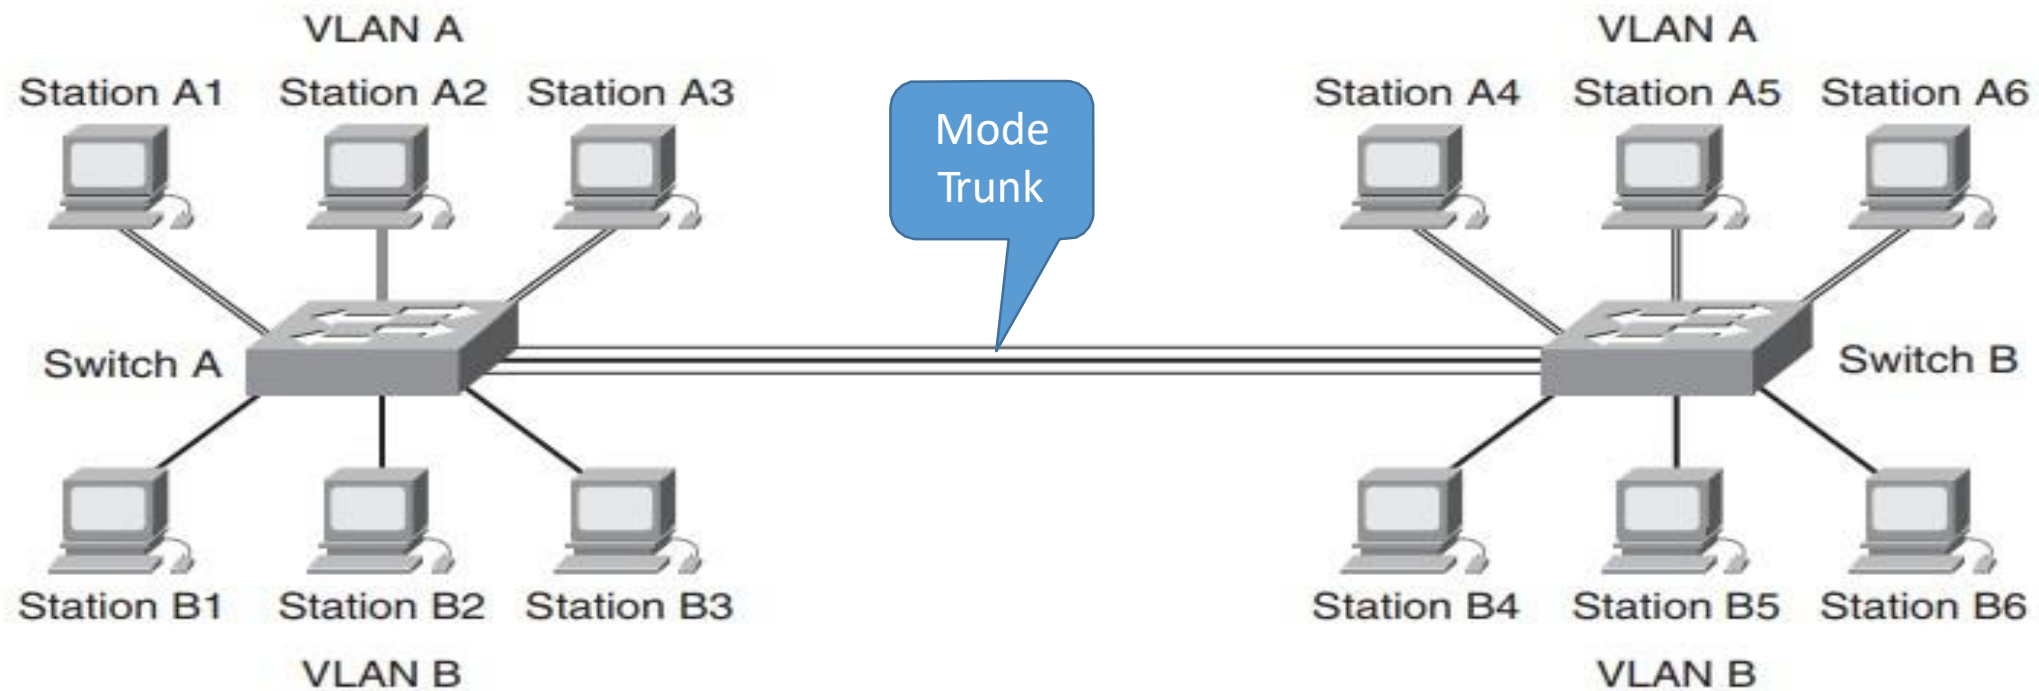 VLAN A
Station A1 Station A2 Station A3
Mode
Trunk
VLAN A
Station A4 Station A5 Station A6
Switch A
Switch B
Station B1 Station B2 Station B3
VLAN B
Station B4 Station B5 Station B6
VLAN B